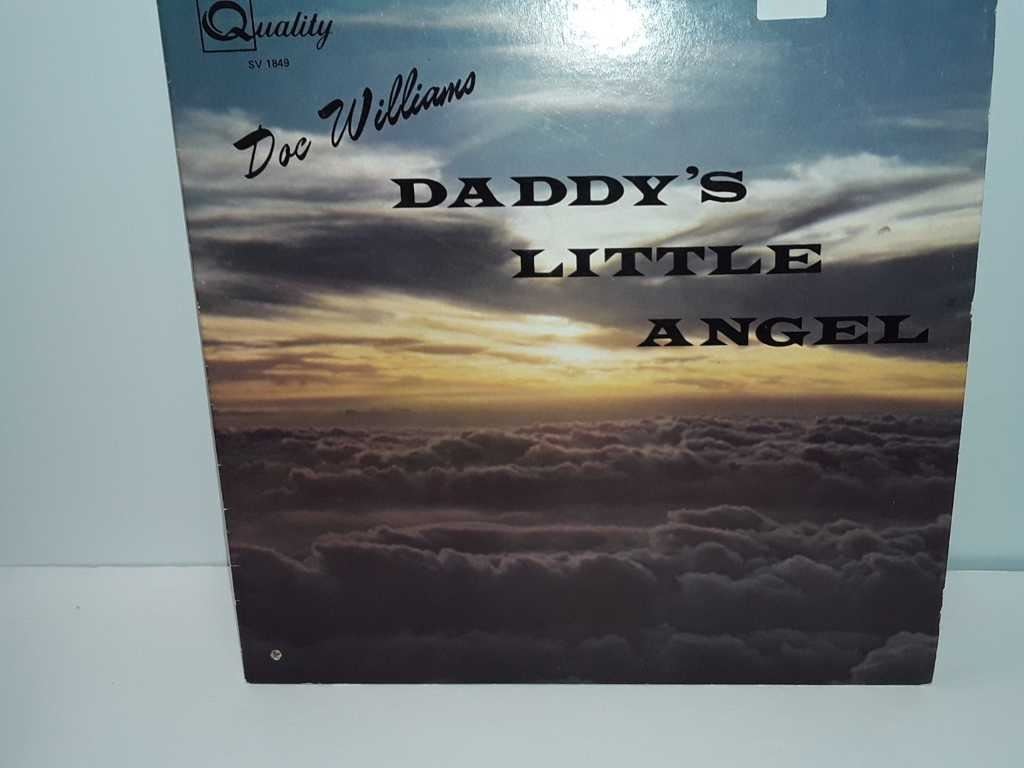 Quality
SV 1849
Doc Williams
DADDY'S
LITTLE
ANGEL